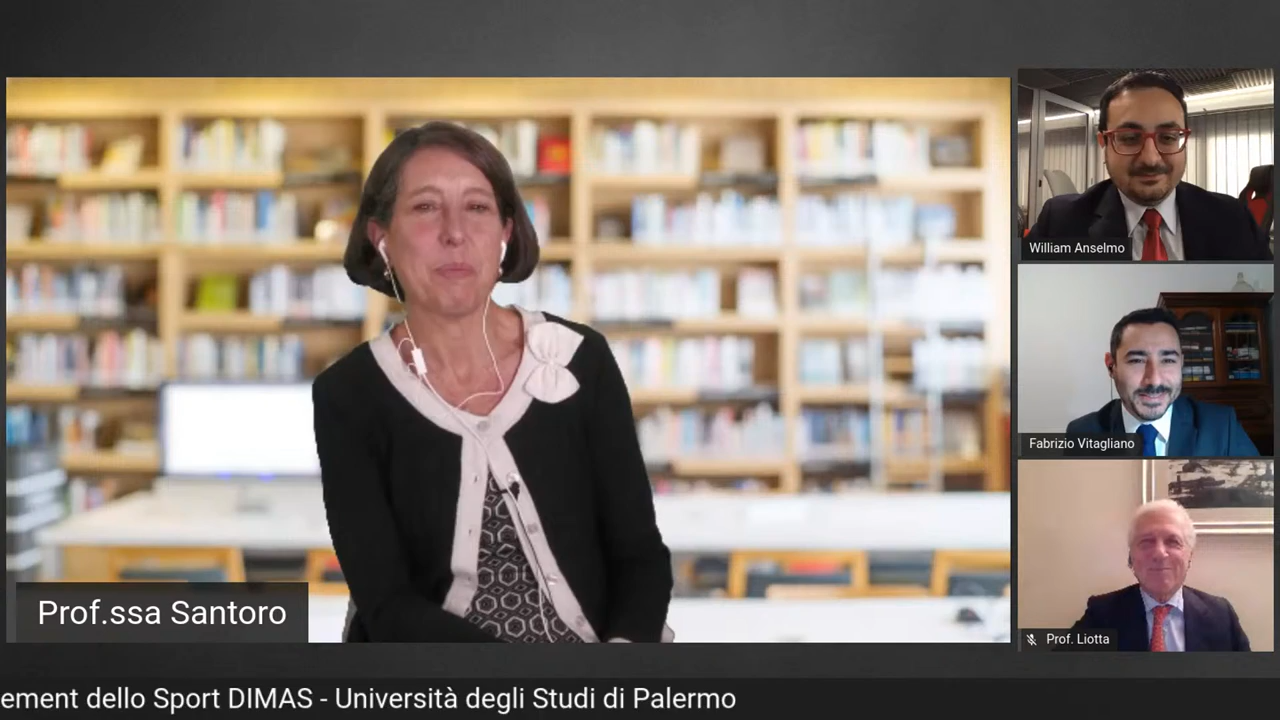 William Anselmo
Fabrizio Vitagliano
Prof. Liotta
Prof.ssa Santoro
ement dello Sport DIMAS - Università degli Studi di Palermo